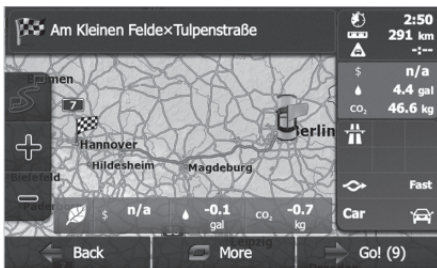 Am Kleinen Felde×Tulpenstraße
2:50
291 km
-:--
$ n/a
4.4 gal
CO₂ 46.6 kg
7
Hannover
Berlin
Hildesheim
Magdeburg
Bielefeld
$ n/a
-0.1 gal
CO₂ -0.7 kg
Fast
Car
Back
More
Go! (9)